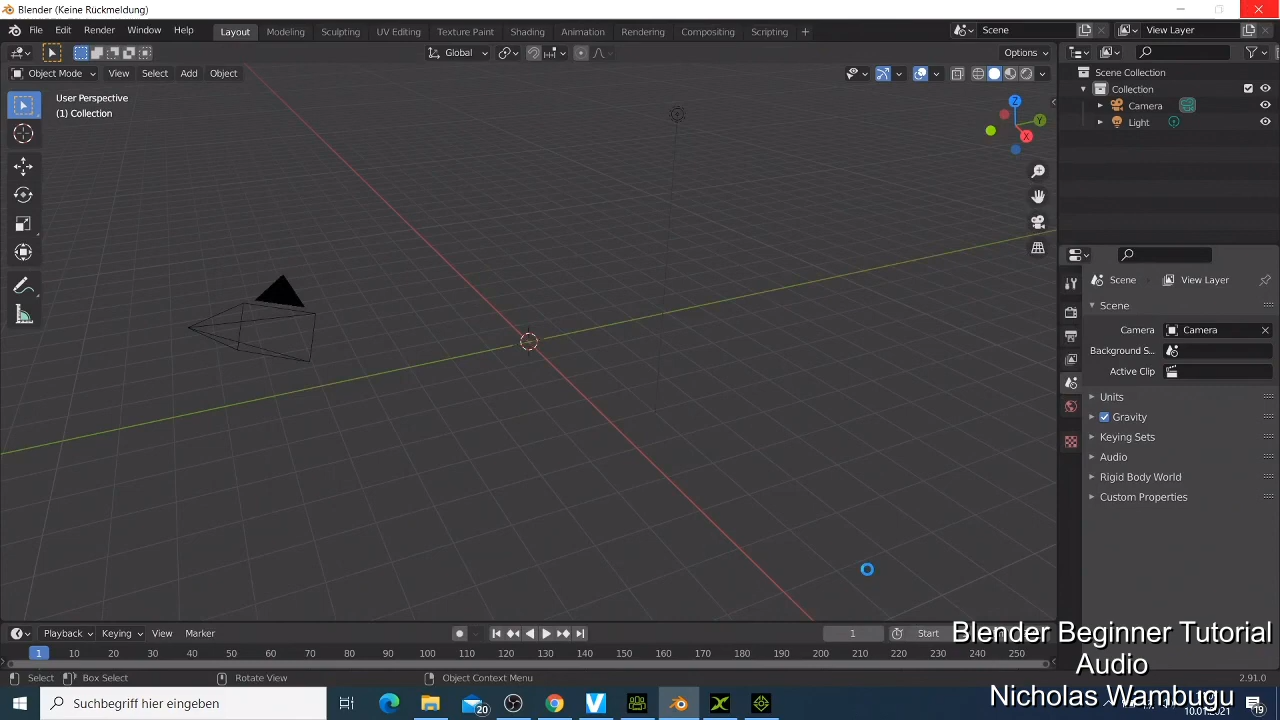 Blender (Keine Rückmeldung)
File Edit Render Window Help
Layout Modeling Sculpting UV Editing Texture Paint Shading Animation Rendering Compositing Scripting +
Scene View Layer
Global Options
Object Mode View Select Add Object
User Perspective
(1) Collection
Z
Y
X
Scene Collection
Collection
Camera
Light
Scene View Layer
Scene
Camera Camera
Background S...
Active Clip
Units
Gravity
Keying Sets
Audio
Rigid Body World
Custom Properties
Playback Keying View Marker 1 Start
1 10 20 30 40 50 60 70 80 90 100 110 120 130 140 150 160 170 180 190 200 210 220 230 240 250
Select Box Select Rotate View Object Context Menu 2.91.0
Blender Beginner Tutorial
Audio
Nicholas Wambugu
Suchbegriff hier eingeben 20 10.01.2021 19